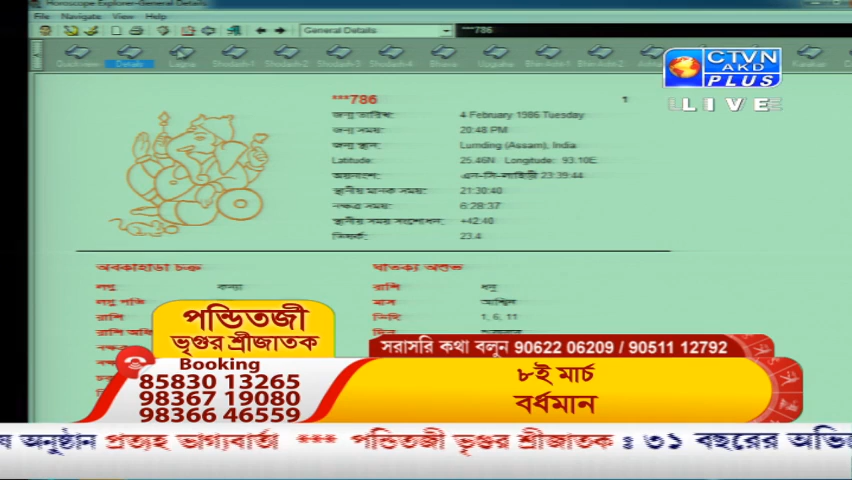 Horoscope Explorer-General Details
File Navigate View Help
General Details
***786
Quick view Details Lagna Shodash-1 Shodash-2 Shodash-3 Shodash-4 Bhava Upgraha
CTVN
AKD
PLUS
LIVE
***786
1
জন্ম তারিখ: 4 February 1986 Tuesday
জন্ম সময়: 20:48 PM
জন্ম স্থান: Lumding (Assam), India
Latitude: 25.46N Longitude: 93.10E
অয়নাংশ: এন-সি-লাহিড়ী 23:39:44
স্থানীয় মানক সময়: 21:30:40
নক্ষত্র সময়: 6:28:37
স্থানীয় সময় সংশোধন: +42:40
23.4
অবকাহাডা চক্র
ঘাতক্য অশুভ
লগ্ন কন্যা
রাশি ধনু
মাস আশ্বিন
তিথি 1, 6, 11
রাশি
পন্ডিতজী
ভৃগুর শ্রীজাতক
Booking
85830 13265
98367 19080
98366 46559
সরাসরি কথা বলুন 90622 06209 / 90511 12792
৮ই মার্চ
বর্ধমান
অনুষ্ঠান প্রত্যহ ভাগ্যবার্তা *** পন্ডিতজী ভৃগুর শ্রীজাতক : ৩১ বছরের